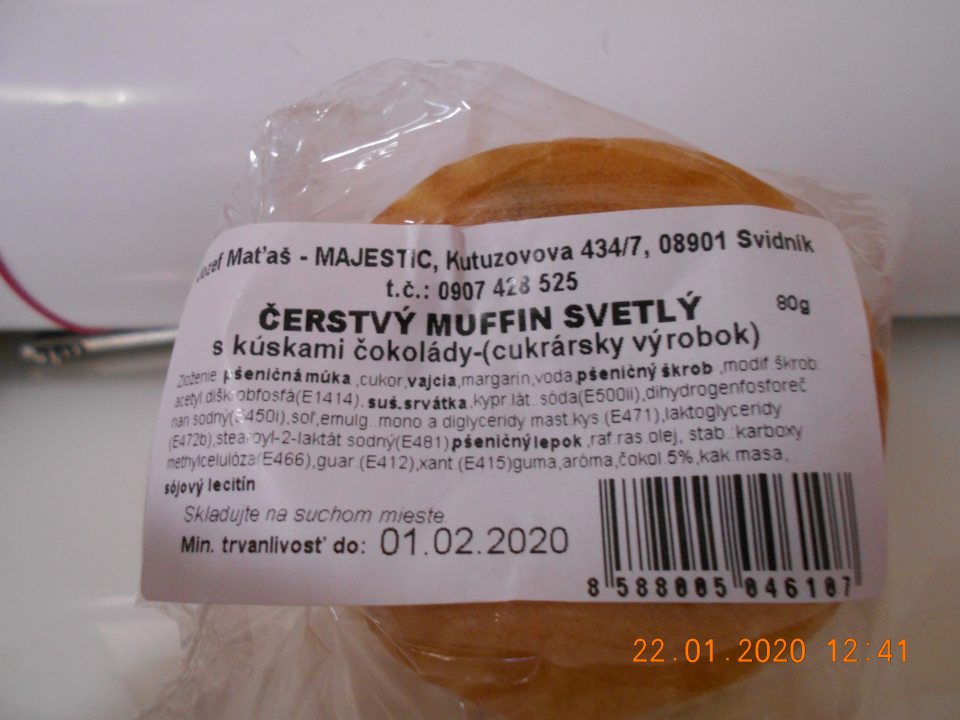 Jozef Maťaš - MAJESTIC, Kutuzovova 434/7, 08901 Svidník
t.č.: 0907 428 525
ČERSTVÝ MUFFIN SVETLÝ 80g
s kúskami čokolády-(cukrársky výrobok)
Zloženie: pšeničná múka ,cukor,vajcia,margarín,voda,pšeničný škrob ,modif.škrob.
acetyl diškrobfosfá(E1414), suš.srvátka,kypr.lát. sóda(E500ii),dihydrogenfosforeč
nan sodný(E450i),soľ,emulg. mono a diglyceridy mast.kys.(E471),laktoglyceridy
(E472b),stearoyl-2-laktát sodný(E481),pšeničný lepok ,raf.ras.olej, stab.:karboxy
methylcelulóza(E466),guar.(E412),xant.(E415)guma,aróma,čokol.5%,kak.masa,
sójový lecitín
Skladujte na suchom mieste
Min. trvanlivosť do: 01.02.2020
8 588005 046107
22.01.2020 12:41